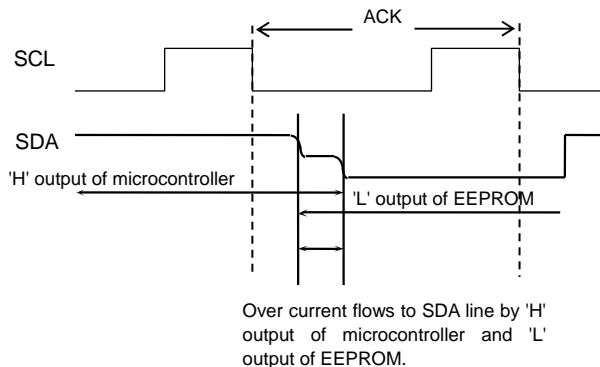 ACK
SCL
SDA
'H' output of microcontroller
'L' output of EEPROM
Over current flows to SDA line by 'H'
output of microcontroller and 'L'
output of EEPROM.